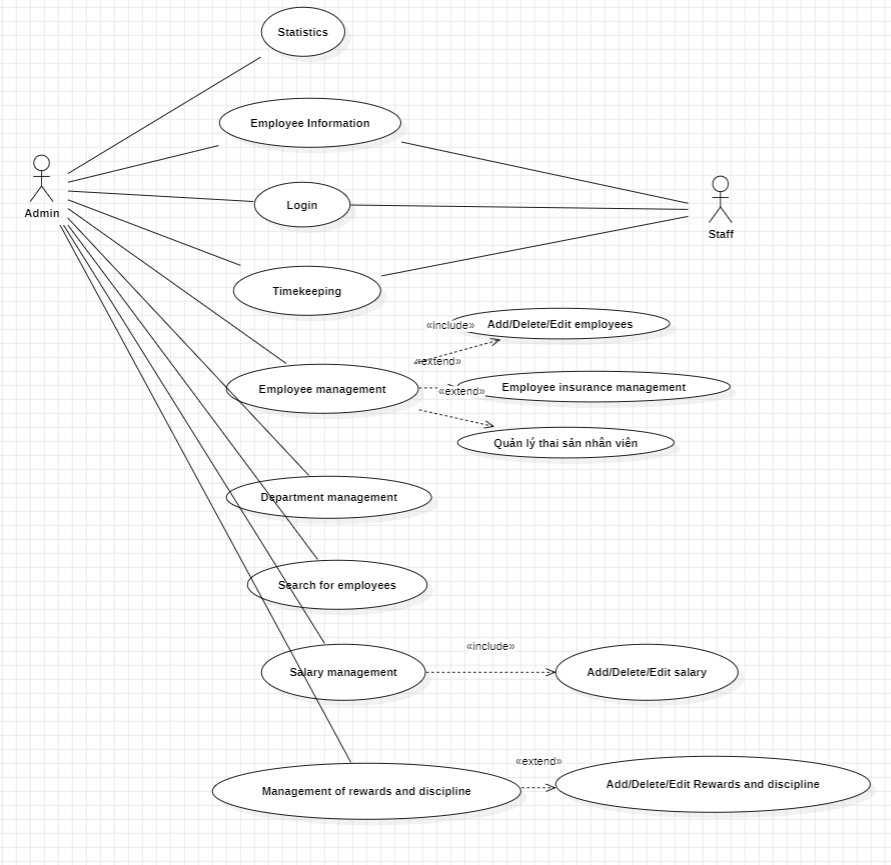 Statistics
Employee Information
Admin
Login
Staff
Timekeeping
«include»
Add/Delete/Edit employees
«extend»
Employee management
Employee insurance management
«extend»
Quản lý thai sản nhân viên
Department management
Search for employees
«include»
Salary management
Add/Delete/Edit salary
«extend»
Management of rewards and discipline
Add/Delete/Edit Rewards and discipline